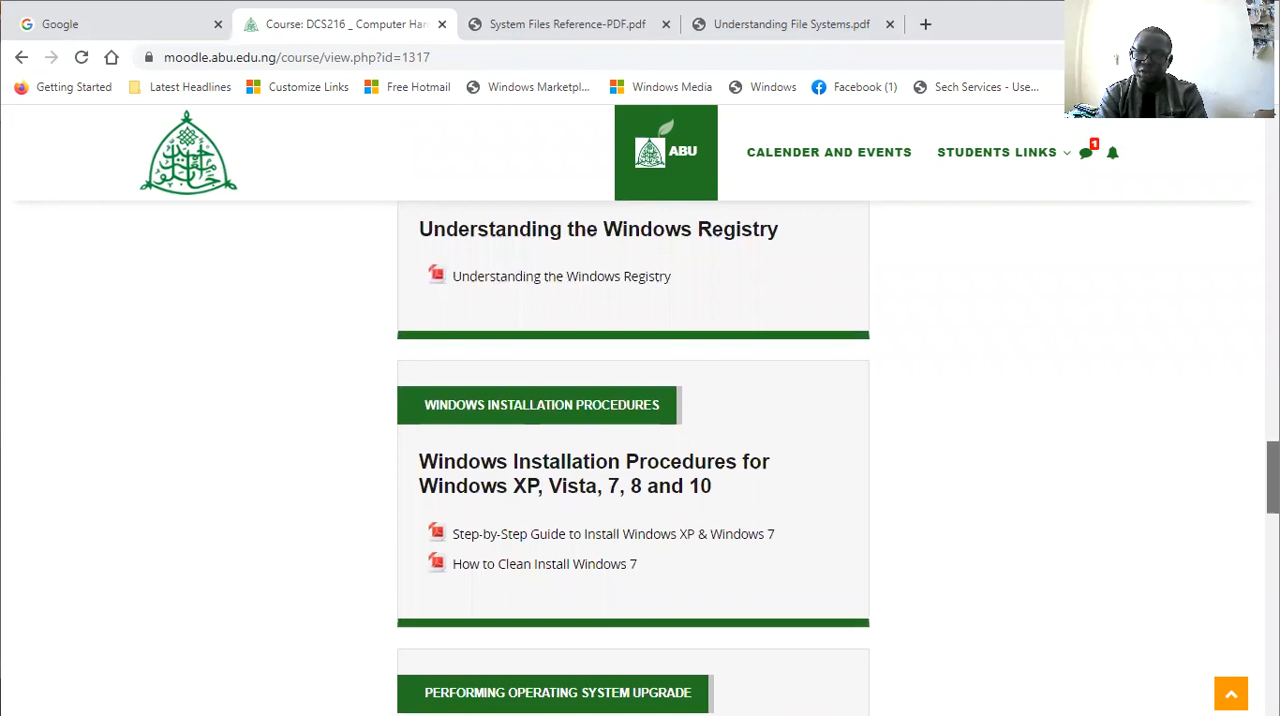 Google
Course: DCS216 _ Computer Har
System Files Reference-PDF.pdf
Understanding File Systems.pdf
moodle.abu.edu.ng/course/view.php?id=1317
Getting Started
Latest Headlines
Customize Links
Free Hotmail
Windows Marketpl...
Windows Media
Windows
Facebook (1)
Sech Services - Use...
ABU
CALENDER AND EVENTS
STUDENTS LINKS
1
Understanding the Windows Registry
Understanding the Windows Registry
WINDOWS INSTALLATION PROCEDURES
Windows Installation Procedures for
Windows XP, Vista, 7, 8 and 10
Step-by-Step Guide to Install Windows XP & Windows 7
How to Clean Install Windows 7
PERFORMING OPERATING SYSTEM UPGRADE